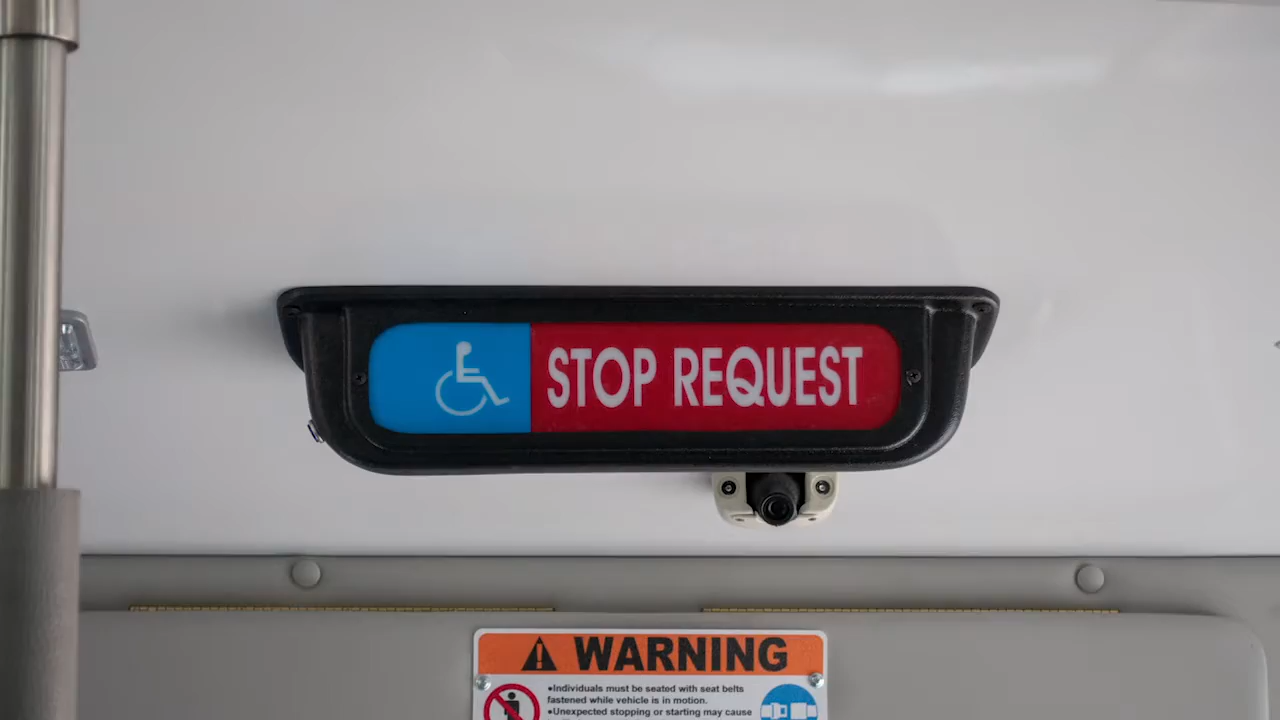 STOP REQUEST
WARNING
•Individuals must be seated with seat belts
fastened while vehicle is in motion.
•Unexpected stopping or starting may cause